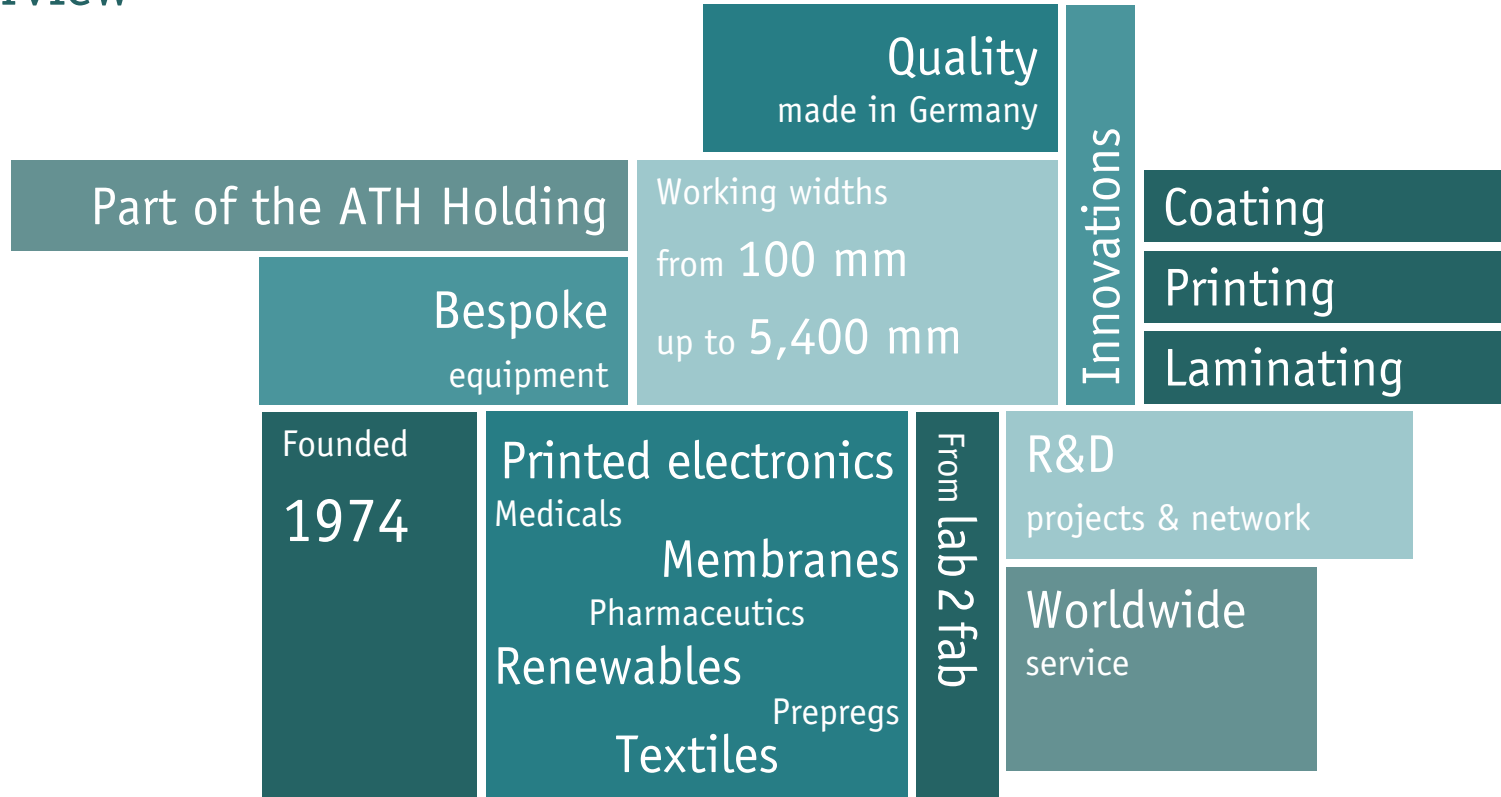 Quality
made in Germany
Innovations
Part of the ATH Holding
Working widths
from 100 mm
up to 5,400 mm
Coating
Printing
Laminating
Bespoke
equipment
Founded
1974
Printed electronics
Medicals
Membranes
Pharmaceutics
Renewables
Prepregs
Textiles
From lab 2 fab
R&D
projects & network
Worldwide
service